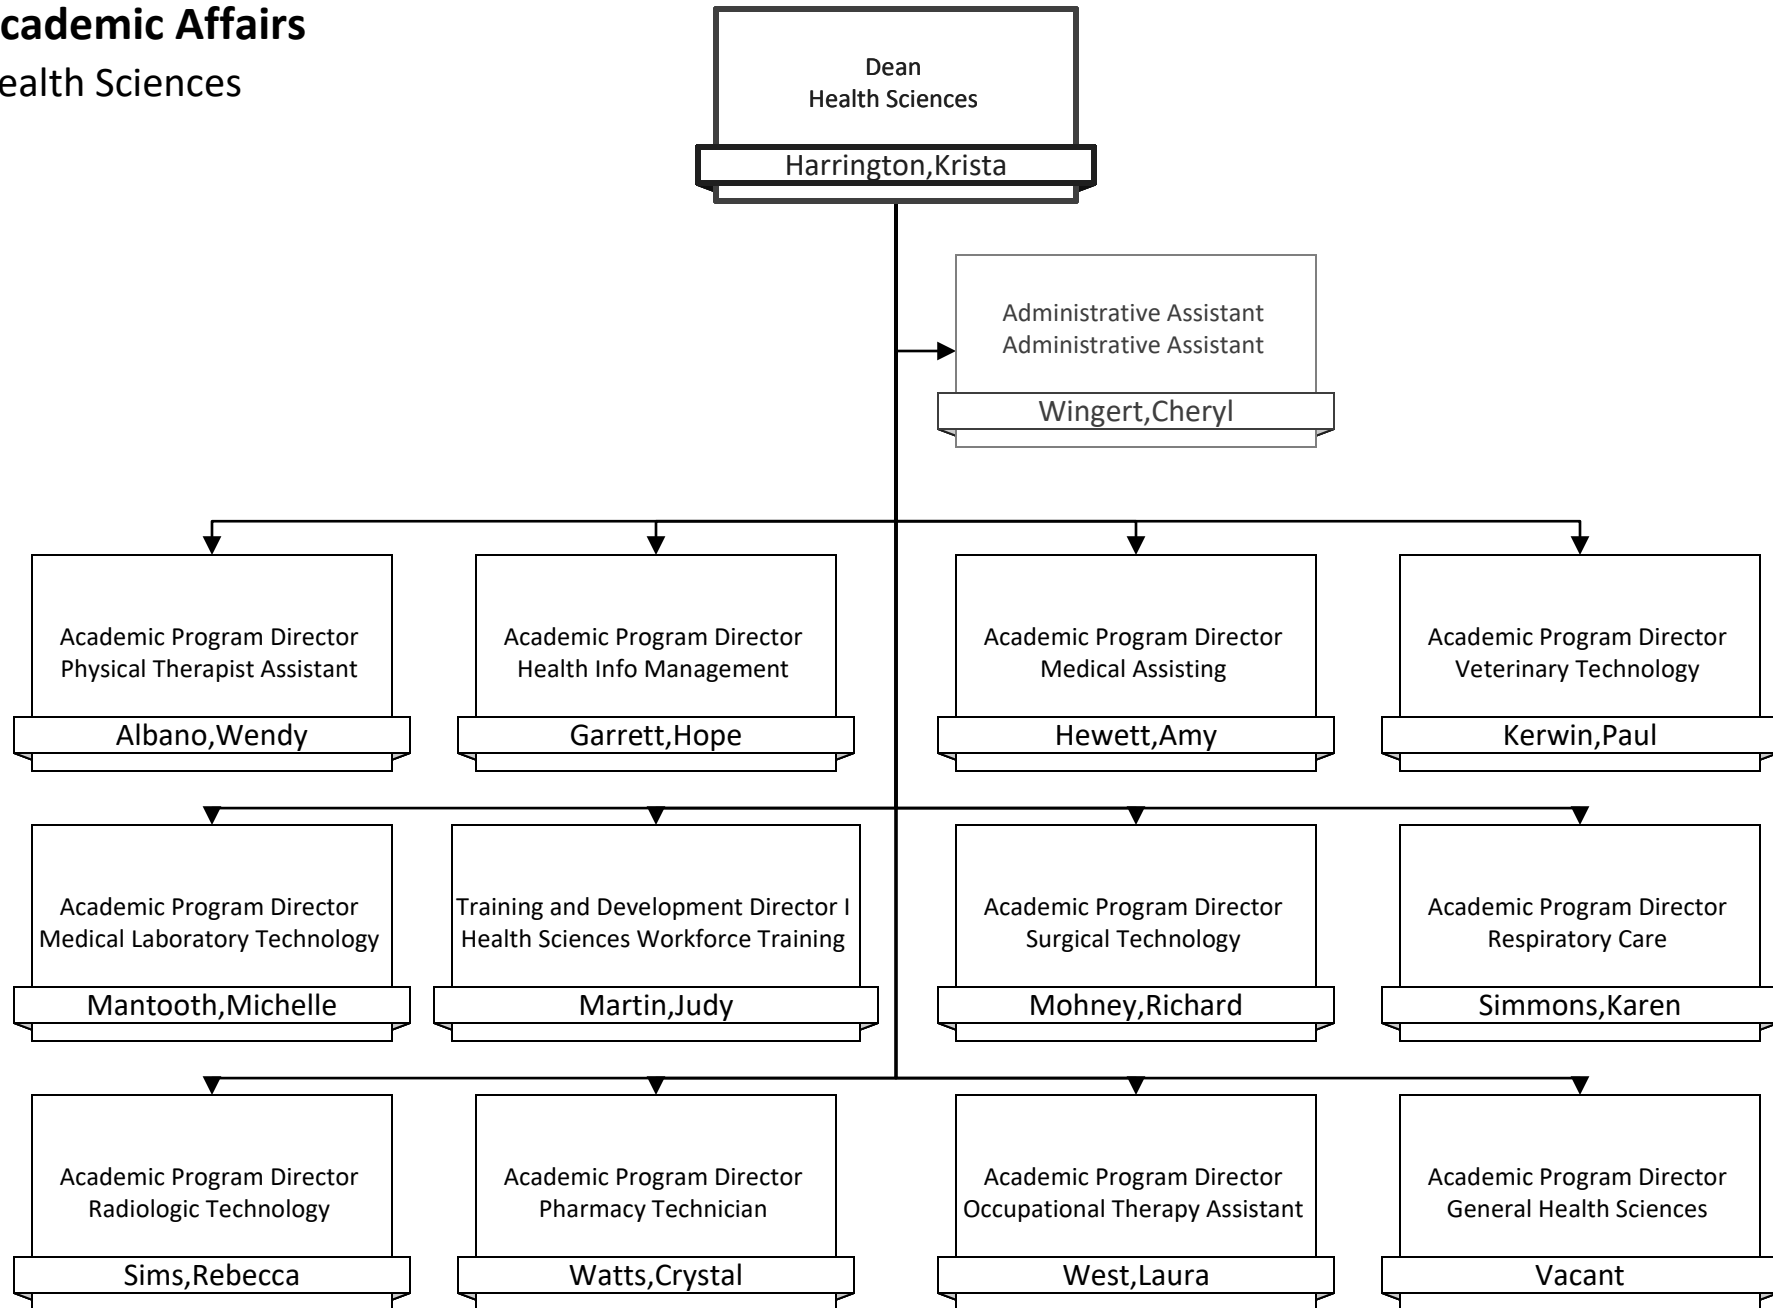 cademic Affairs
ealth Sciences
Dean
Health Sciences
Harrington,Krista
Administrative Assistant
Administrative Assistant
Wingert,Cheryl
Academic Program Director
Physical Therapist Assistant
Albano,Wendy
Academic Program Director
Health Info Management
Garrett,Hope
Academic Program Director
Medical Assisting
Hewett,Amy
Academic Program Director
Veterinary Technology
Kerwin,Paul
Academic Program Director
Medical Laboratory Technology
Mantooth,Michelle
Training and Development Director I
Health Sciences Workforce Training
Martin,Judy
Academic Program Director
Surgical Technology
Mohney,Richard
Academic Program Director
Respiratory Care
Simmons,Karen
Academic Program Director
Radiologic Technology
Sims,Rebecca
Academic Program Director
Pharmacy Technician
Watts,Crystal
Academic Program Director
Occupational Therapy Assistant
West,Laura
Academic Program Director
General Health Sciences
Vacant